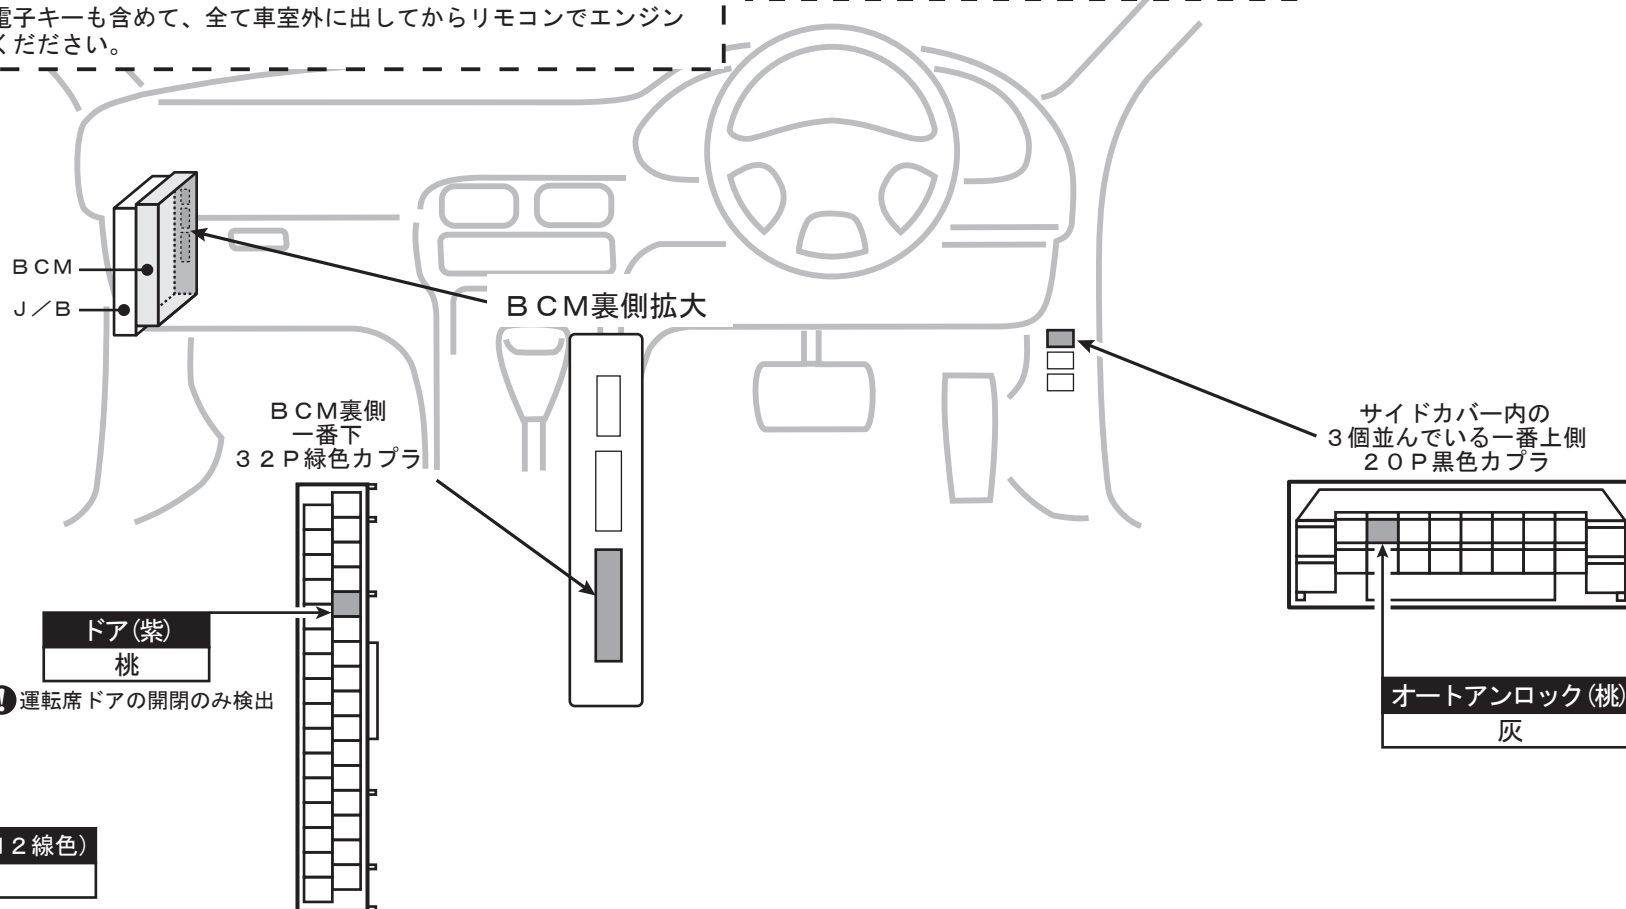 電子キーも含めて、全て車室外に出してからリモコンでエンジン
くだださい。
ＢＣＭ
Ｊ／Ｂ
ＢＣＭ裏側拡大
ＢＣＭ裏側
一番下
３２Ｐ緑色カプラ
サイドカバー内の
３個並んでいる一番上側
２０Ｐ黒色カプラ
ドア(紫)
桃
運転席ドアの開閉のみ検出
オートアンロック(桃)
灰
２線色)